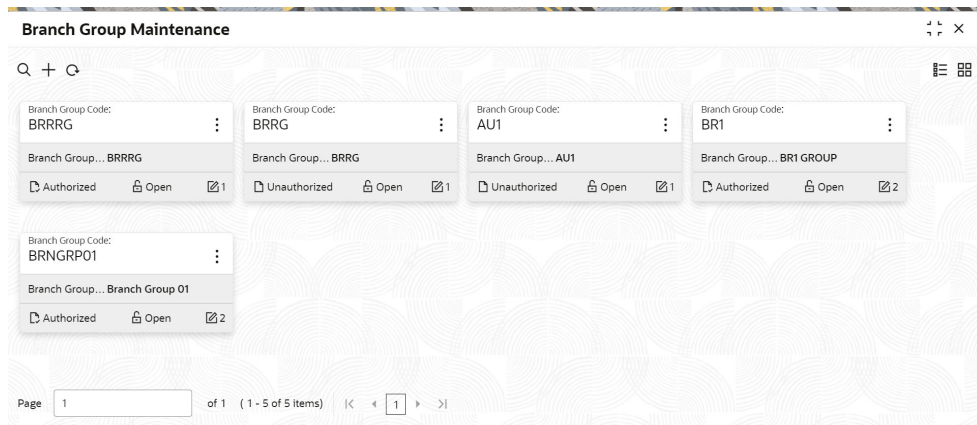 Branch Group Maintenance
Branch Group Code:
BRRRG
Branch Group... BRRRG
Authorized Open 1
Branch Group Code:
BRRG
Branch Group... BRRG
Unauthorized Open 1
Branch Group Code:
AU1
Branch Group... AU1
Unauthorized Open 1
Branch Group Code:
BR1
Branch Group... BR1 GROUP
Authorized Open 2
Branch Group Code:
BRNGRP01
Branch Group... Branch Group 01
Authorized Open 2
Page 1 of 1 ( 1 - 5 of 5 items) 1